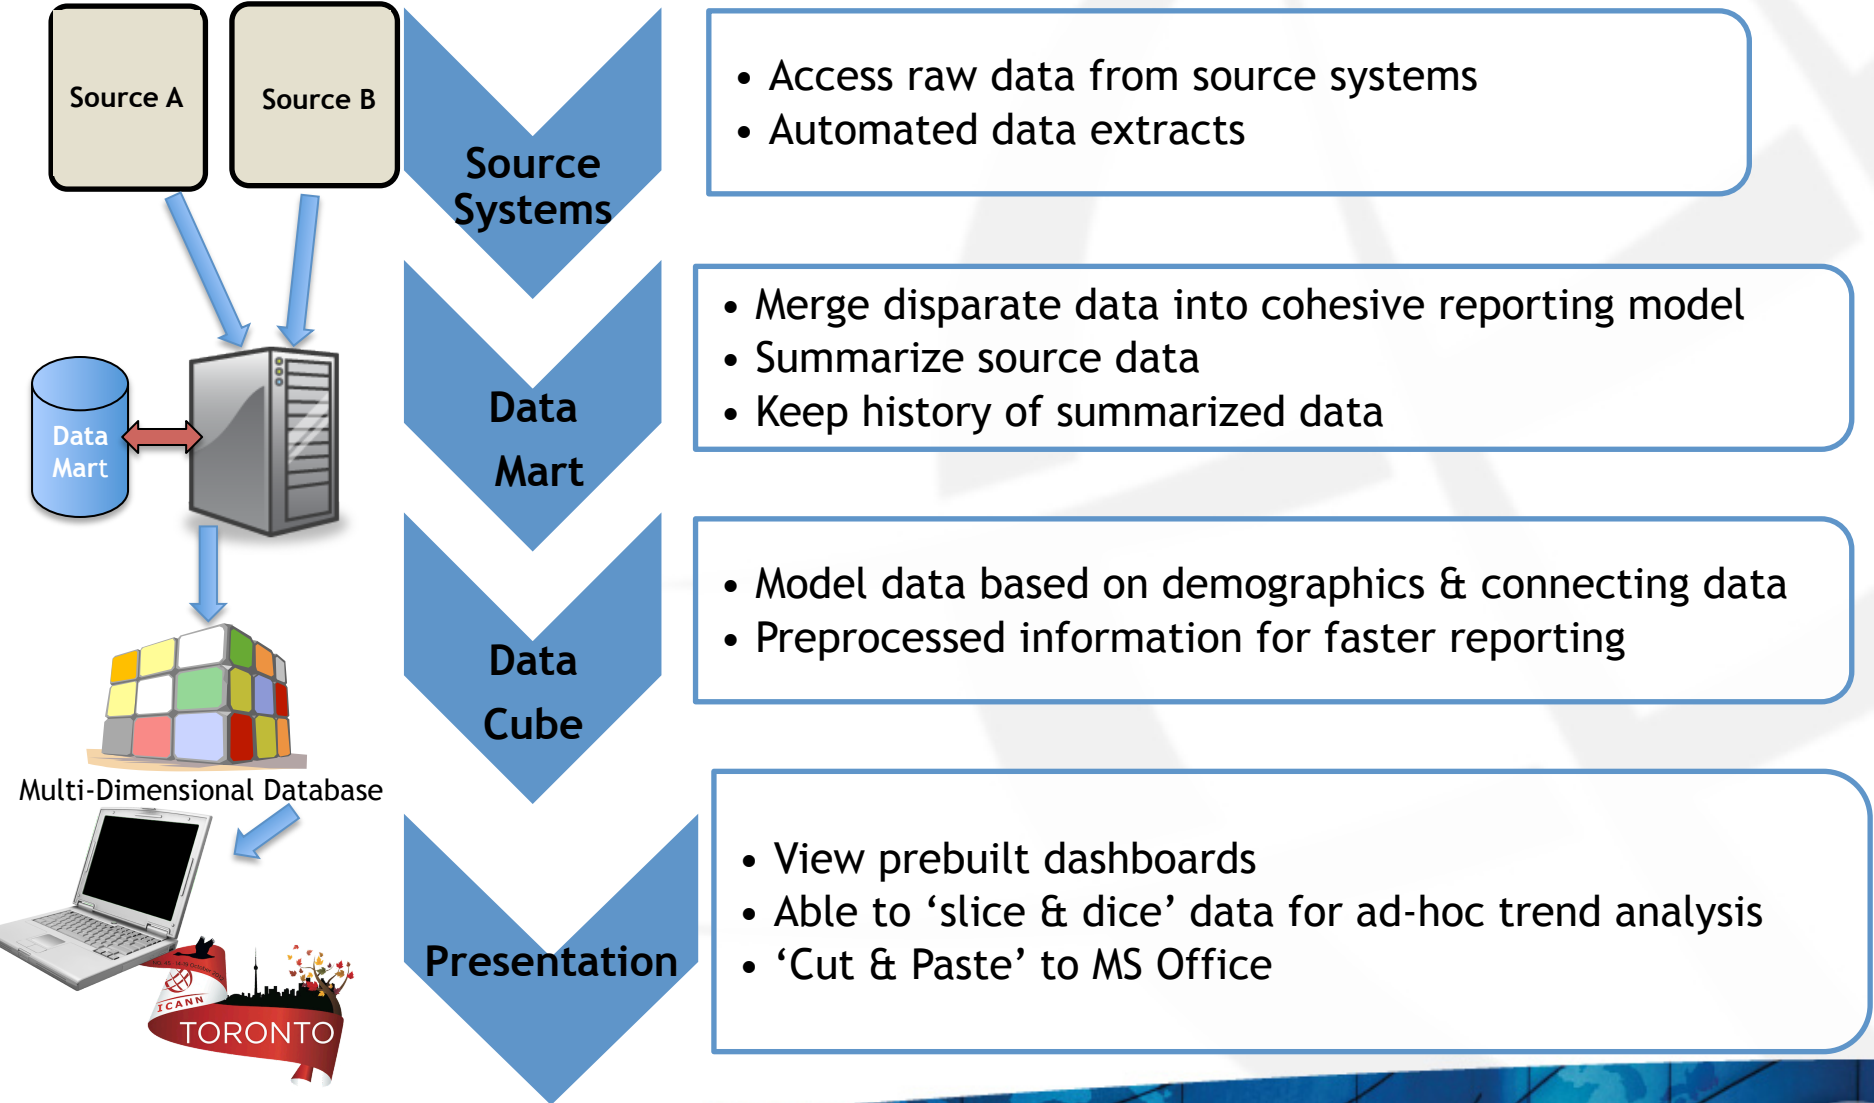 Source A
Source B
Source
Systems
• Access raw data from source systems
• Automated data extracts
Data
Mart
Data
Mart
• Merge disparate data into cohesive reporting model
• Summarize source data
• Keep history of summarized data
Data
Cube
• Model data based on demographics & connecting data
• Preprocessed information for faster reporting
Multi-Dimensional Database
Presentation
• View prebuilt dashboards
• Able to ‘slice & dice’ data for ad-hoc trend analysis
• ‘Cut & Paste’ to MS Office
ICANN
TORONTO